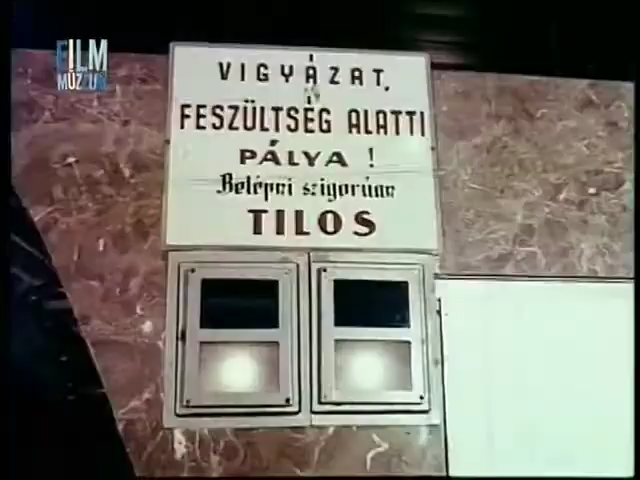 FILM
MÚZEUM
VIGYÁZAT,
FESZÜLTSÉG ALATTI
PÁLYA !
Belépni szigorúan
TILOS